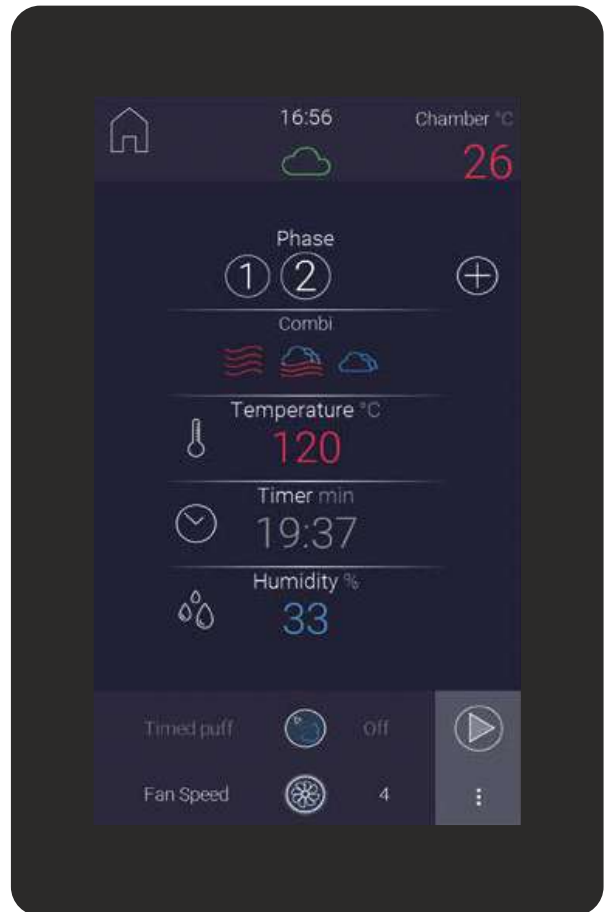 16:56
Chamber °C
26
Phase
1 2
Combi
Temperature °C
120
Timer min
19:37
Humidity %
33
Timed puff Off
Fan Speed 4